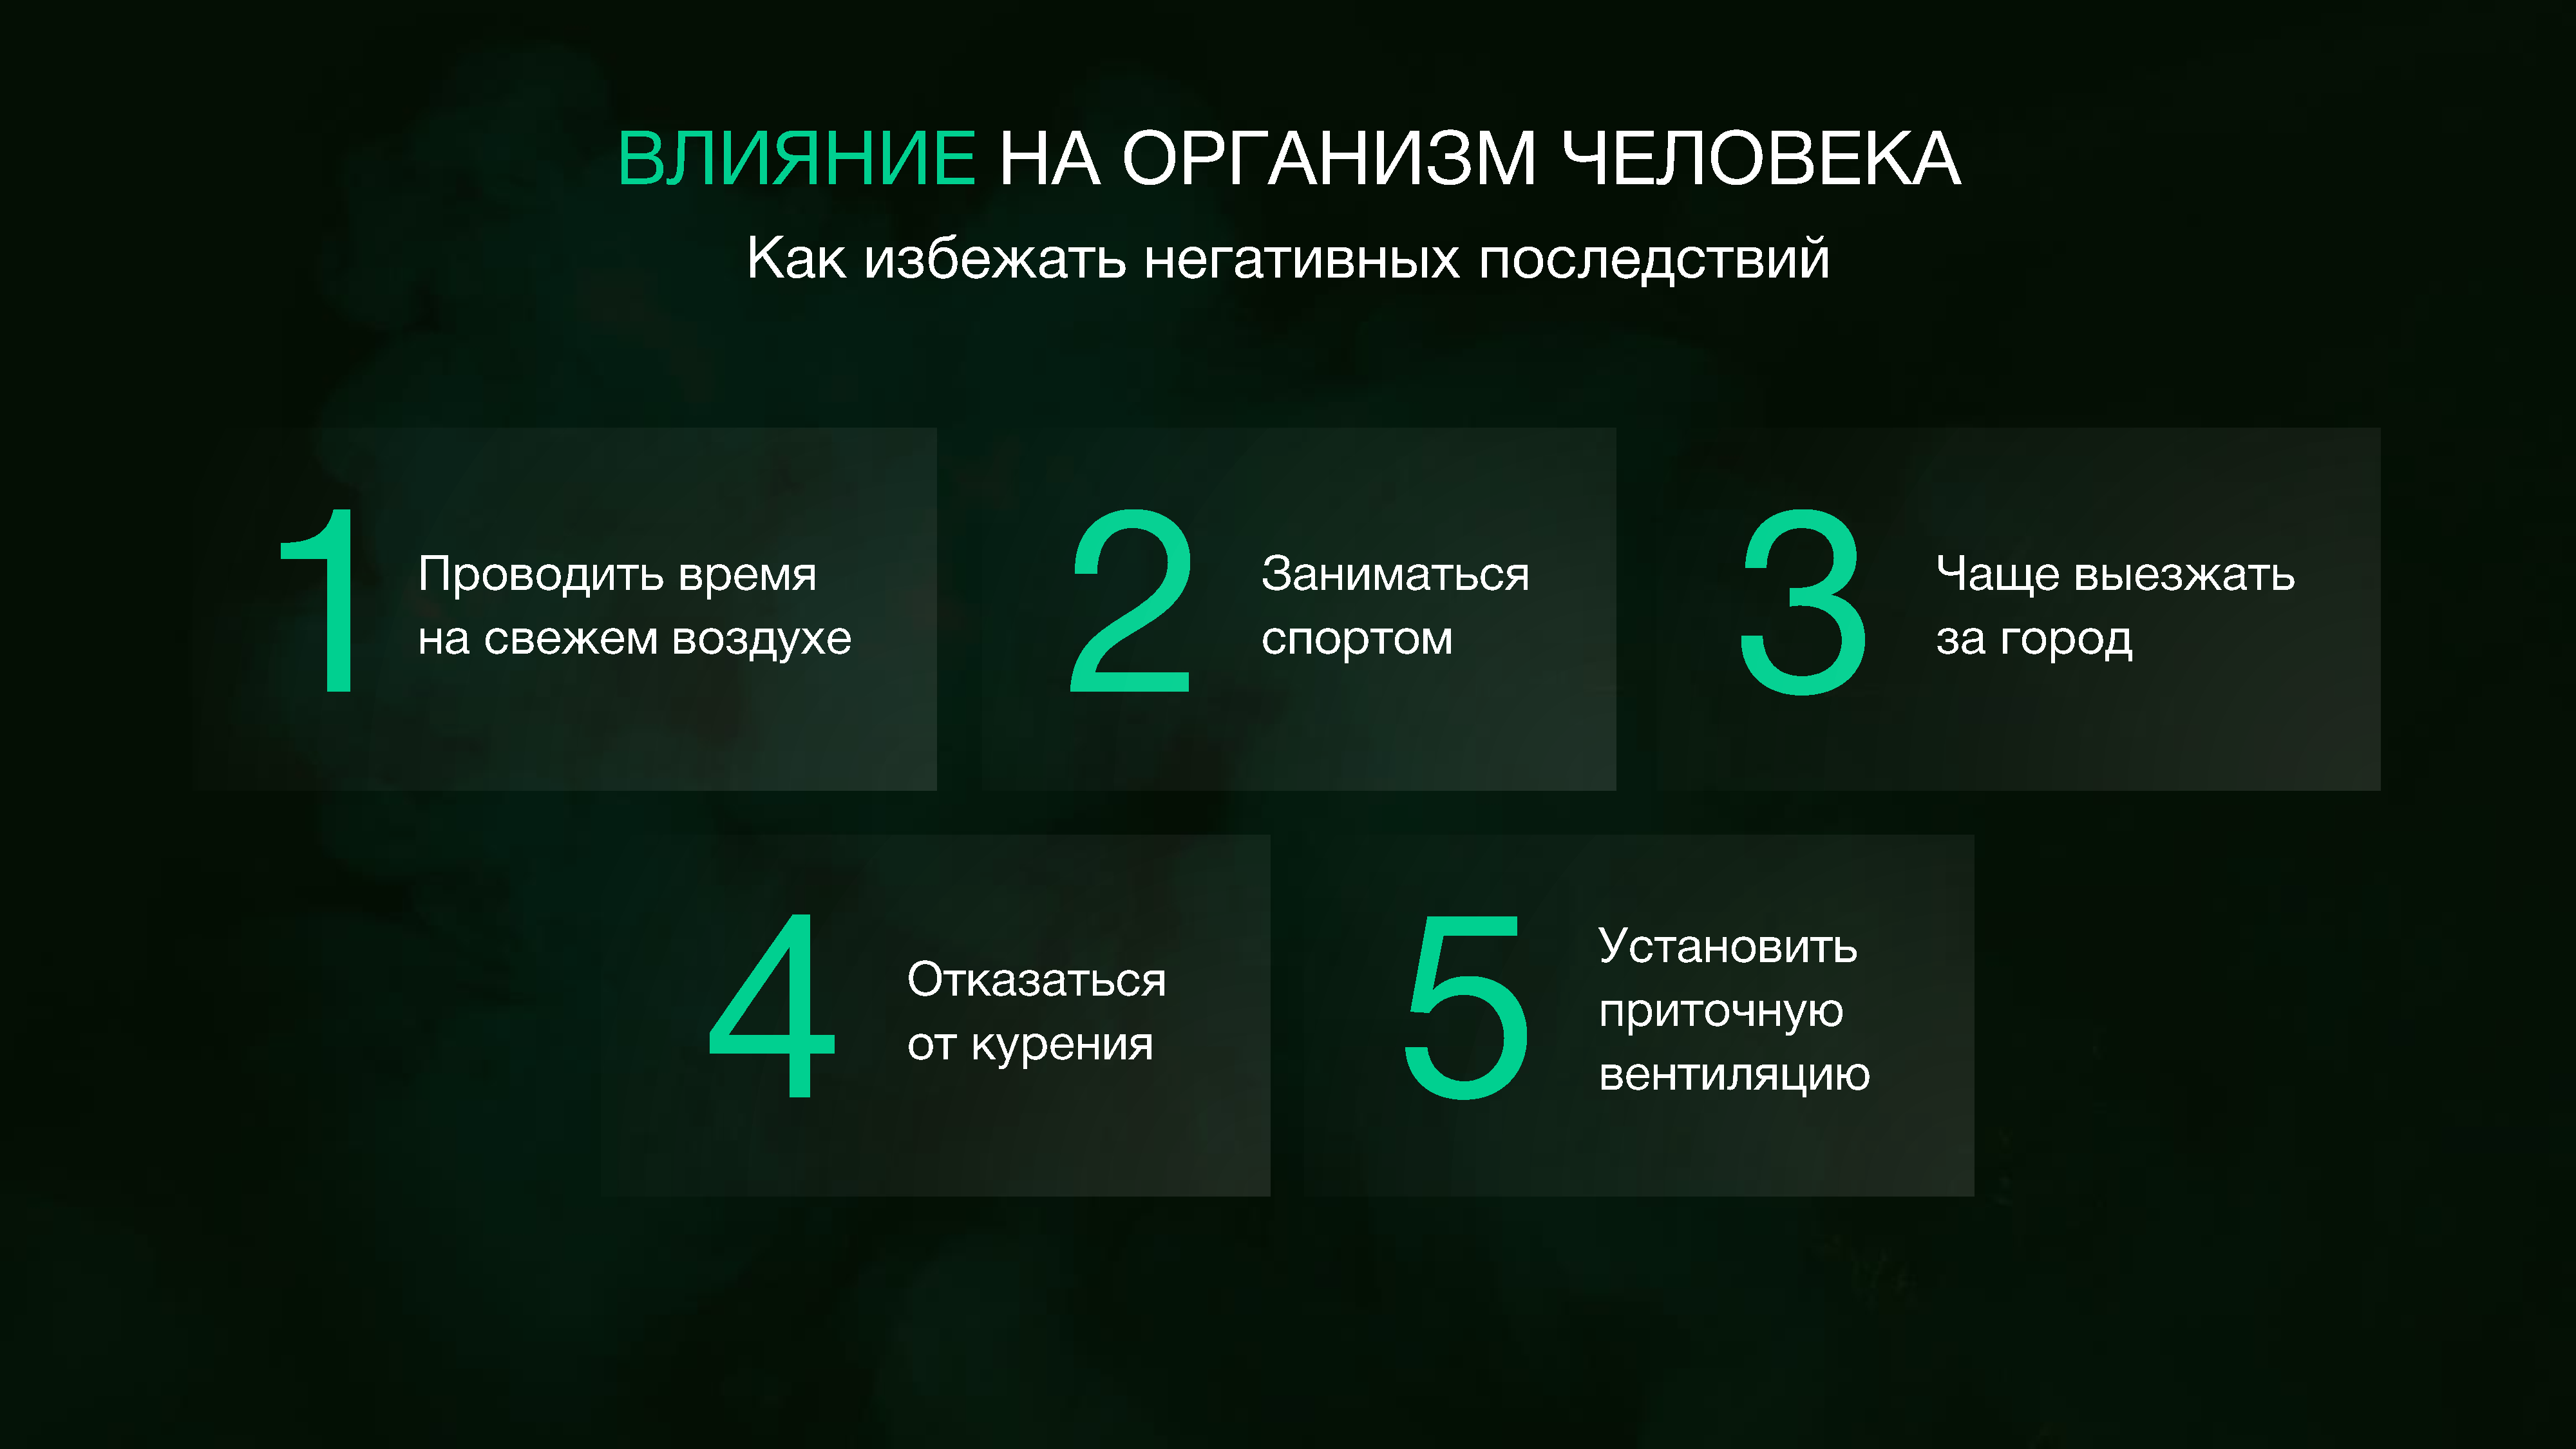 ВЛИЯНИЕ НА ОРГАНИЗМ ЧЕЛОВЕКА
Как избежать негативных последствий
1
Проводить время
на свежем воздухе
2
Заниматься
спортом
3
Чаще выезжать
за город
4
Отказаться
от курения
5
Установить
приточную
вентиляцию